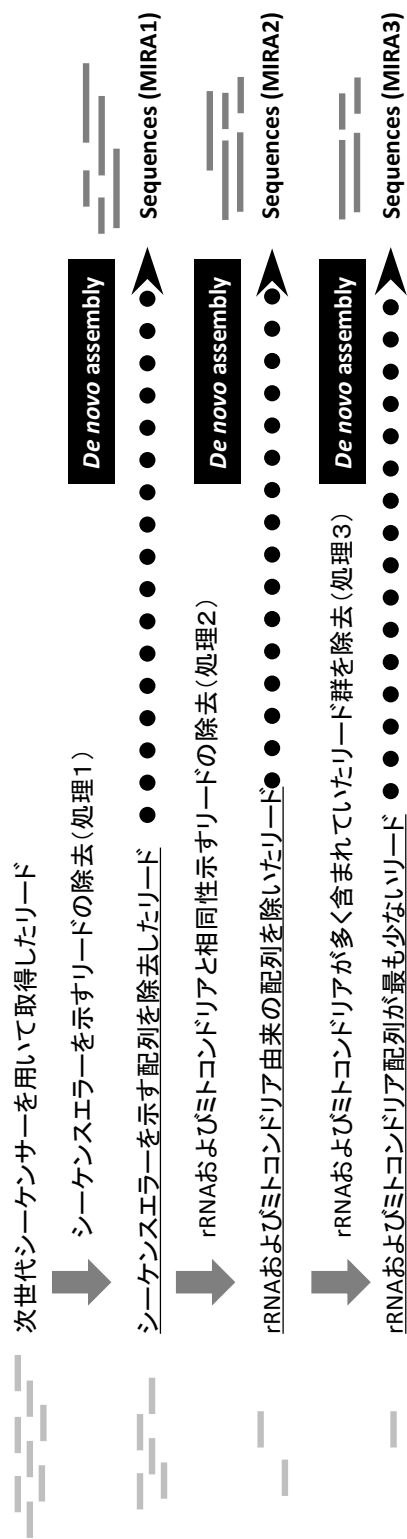 次世代シーケンサーを用いて取得したリード
シーケンスエラーを示すリードの除去(処理1)
シーケンスエラーを示す配列を除去したリード
De novo assembly
Sequences (MIRA1)
rRNAおよびミトコンドリアと相同性示すリードの除去(処理2)
rRNAおよびミトコンドリア由来の配列を除いたリード
De novo assembly
Sequences (MIRA2)
rRNAおよびミトコンドリアが多く含まれていたリード群を除去(処理3)
rRNAおよびミトコンドリア配列が最も少ないリード
De novo assembly
Sequences (MIRA3)